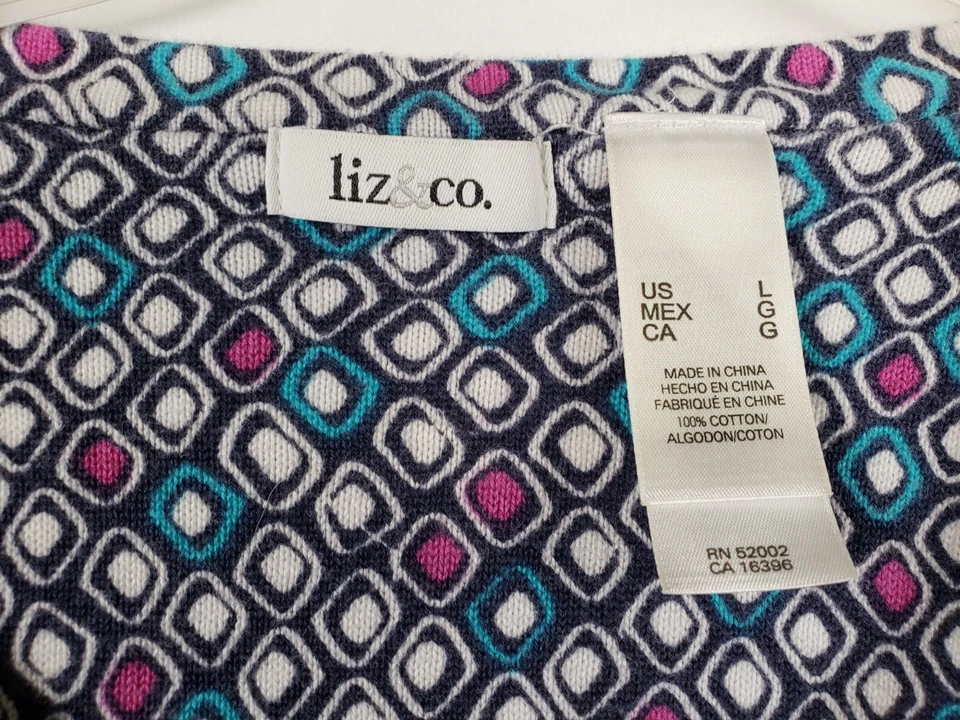 liz&co.
US L
MEX G
CA G
MADE IN CHINA
HECHO EN CHINA
FABRIQUÉ EN CHINE
100% COTTON/
ALGODON/COTON
RN 52002
CA 16396